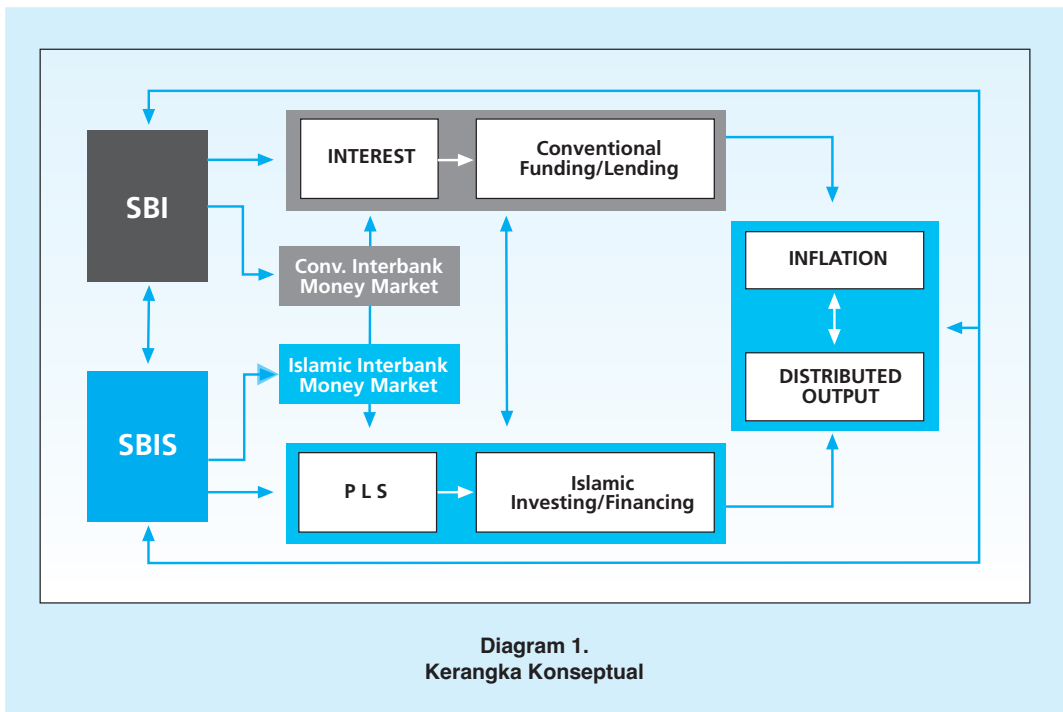 SBI
INTEREST
Conventional
Funding/Lending
Conv. Interbank
Money Market
INFLATION
Islamic Interbank
Money Market
DISTRIBUTED
OUTPUT
SBIS
P L S
Islamic
Investing/Financing
Diagram 1.
Kerangka Konseptual